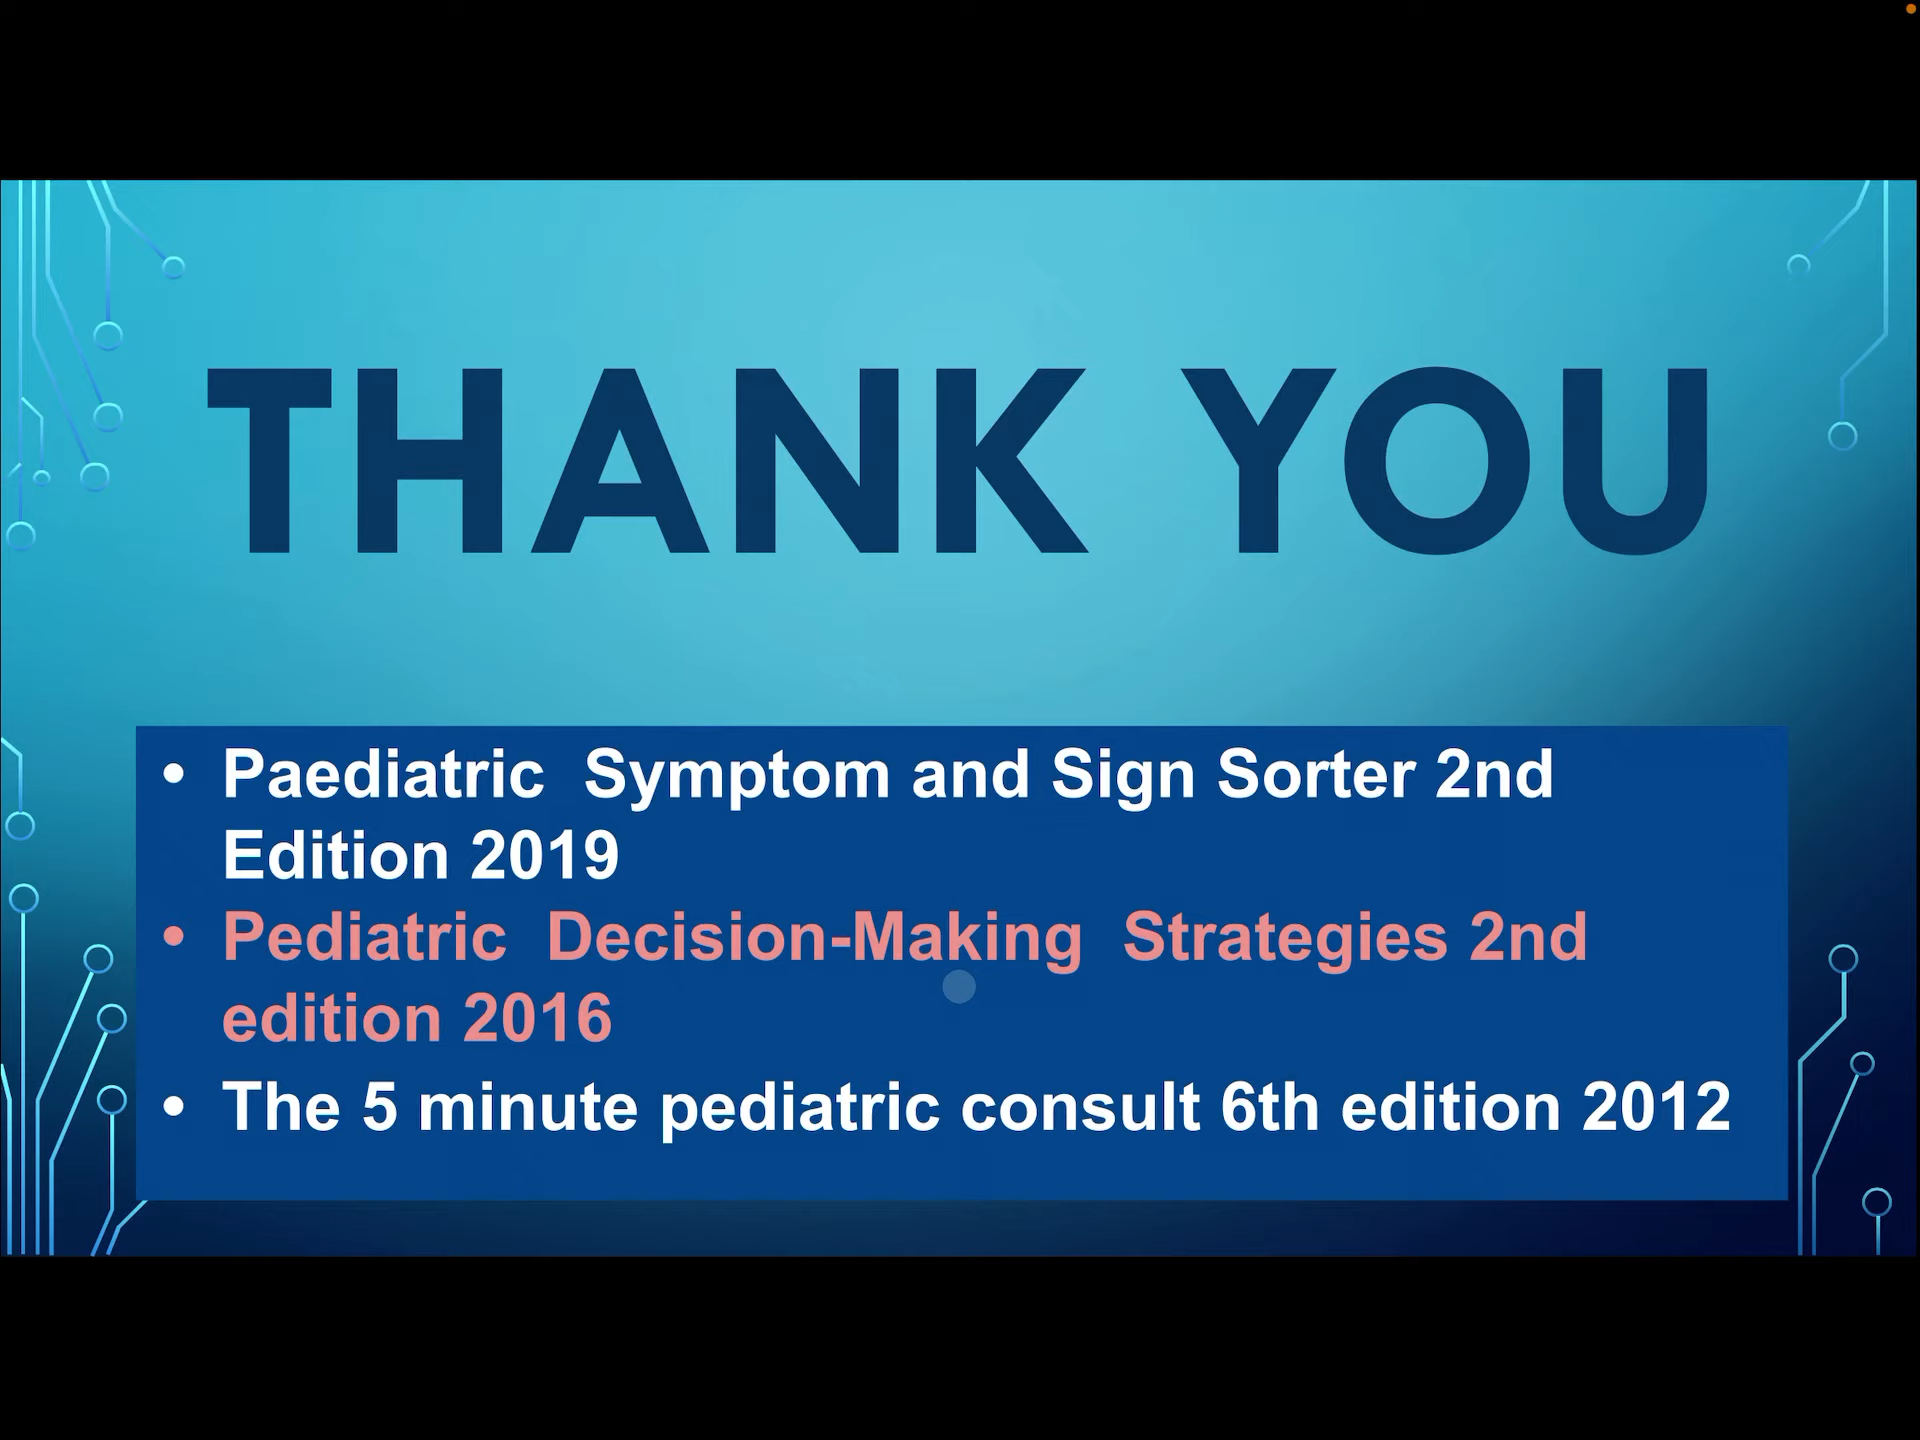 THANK YOU
• Paediatric  Symptom and Sign Sorter 2nd
Edition 2019
• Pediatric  Decision-Making  Strategies 2nd
edition 2016
• The 5 minute pediatric consult 6th edition 2012